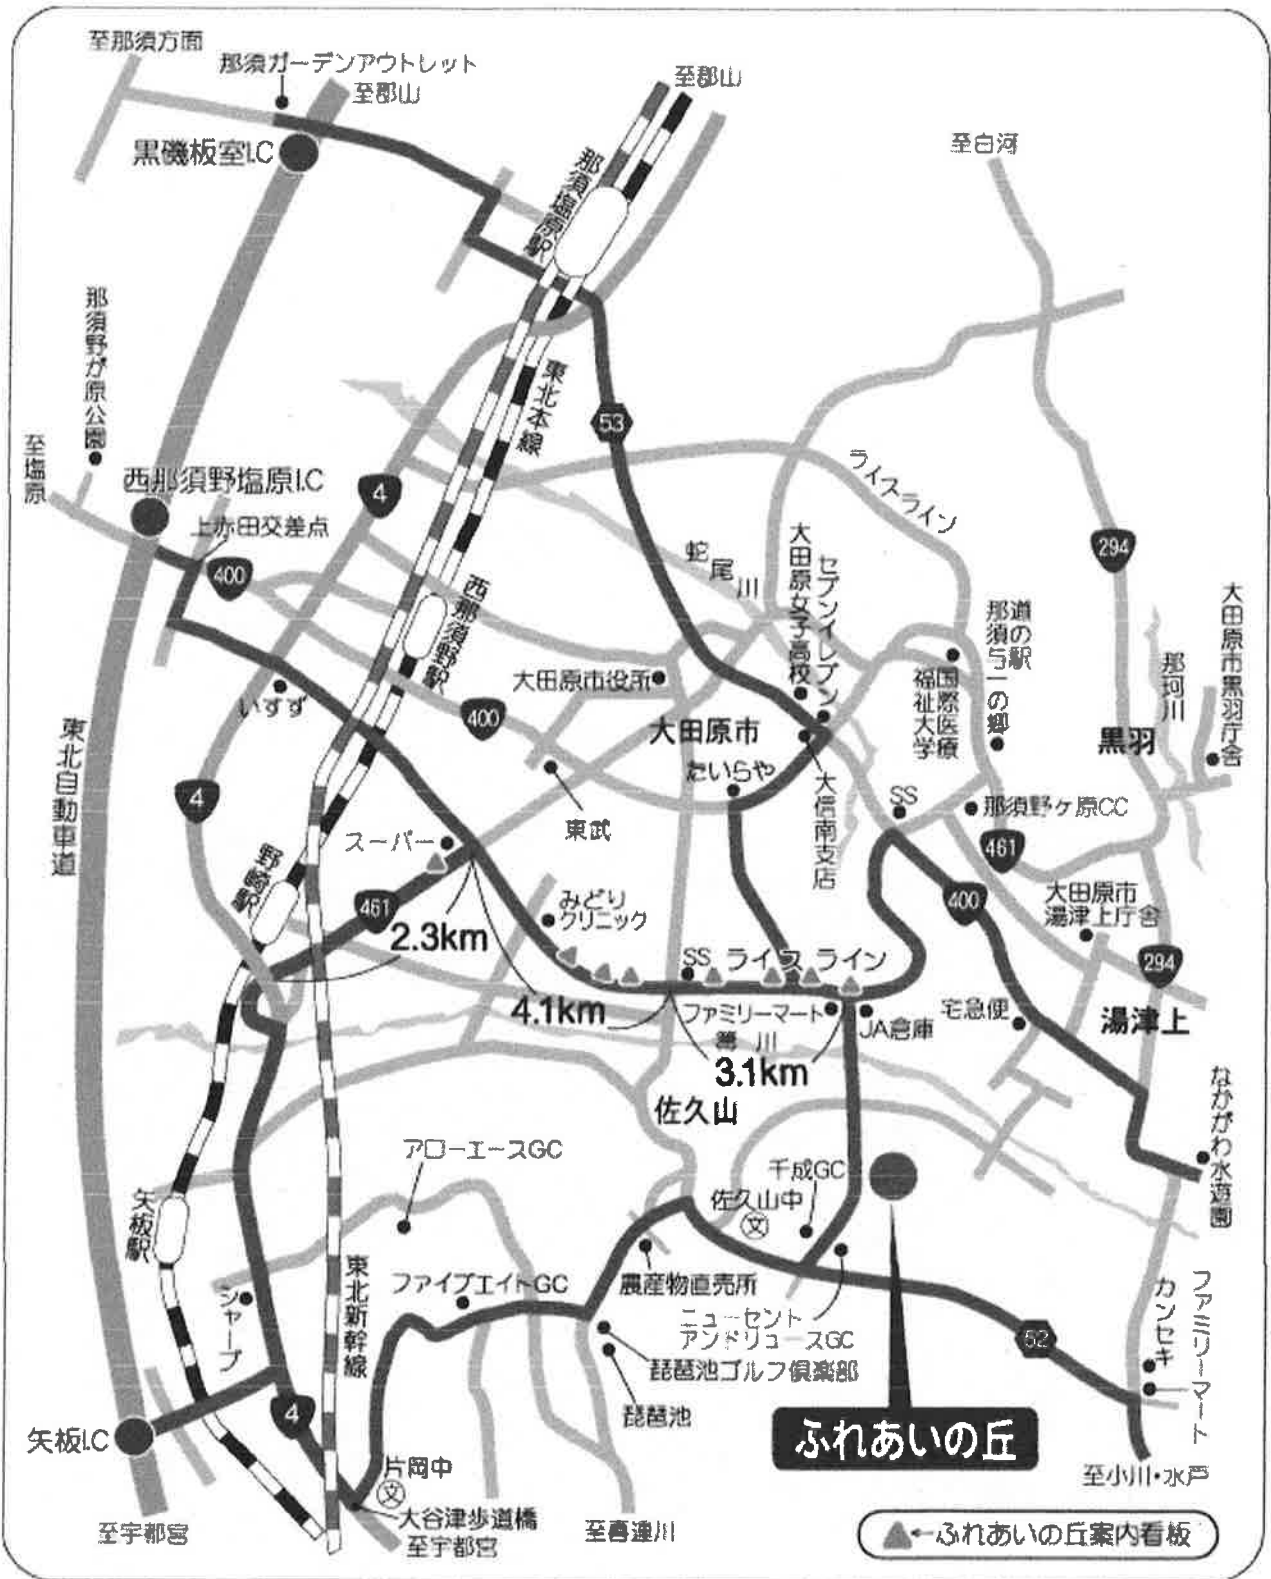 至那須方面
那須ガーデンアウトレット
至郡山
至郡山
黒磯板室I.C
那須塩原駅
至白河
那須野が原公園
東北本線
53
至塩原
西那須野塩原I.C
上赤田交差点
4
400
ライスライン
蛇尾川
大田原女子高校
セブンイレブン
294
西那須野駅
大田原市役所
道の駅
那須与一の郷
国際医療
福祉大学
那珂川
大田原市黒羽庁舎
いすず
400
大田原市
たいらや
黒羽
東北自動車道
4
東武
大信南支店
SS
那須野ヶ原CC
461
スーパー
野崎駅
461
2.3km
みどり
クリニック
400
大田原市
湯津上庁舎
294
SS
ライスライン
4.1km
ファミリーマート
JA倉庫
宅急便
湯津上
箒川
3.1km
佐久山
なかがわ水遊園
アローエースGC
千成GC
佐久山中
文
矢板駅
シャープ
東北新幹線
ファイブエイトGC
農産物直売所
ニューセント
アンドリュースGC
琵琶池ゴルフ倶楽部
琵琶池
52
カンセキ
ファミリーマート
矢板I.C
4
ふれあいの丘
片岡中
文
大谷津歩道橋
至宇都宮
至宇都宮
至喜連川
至小川・水戸
←ふれあいの丘案内看板